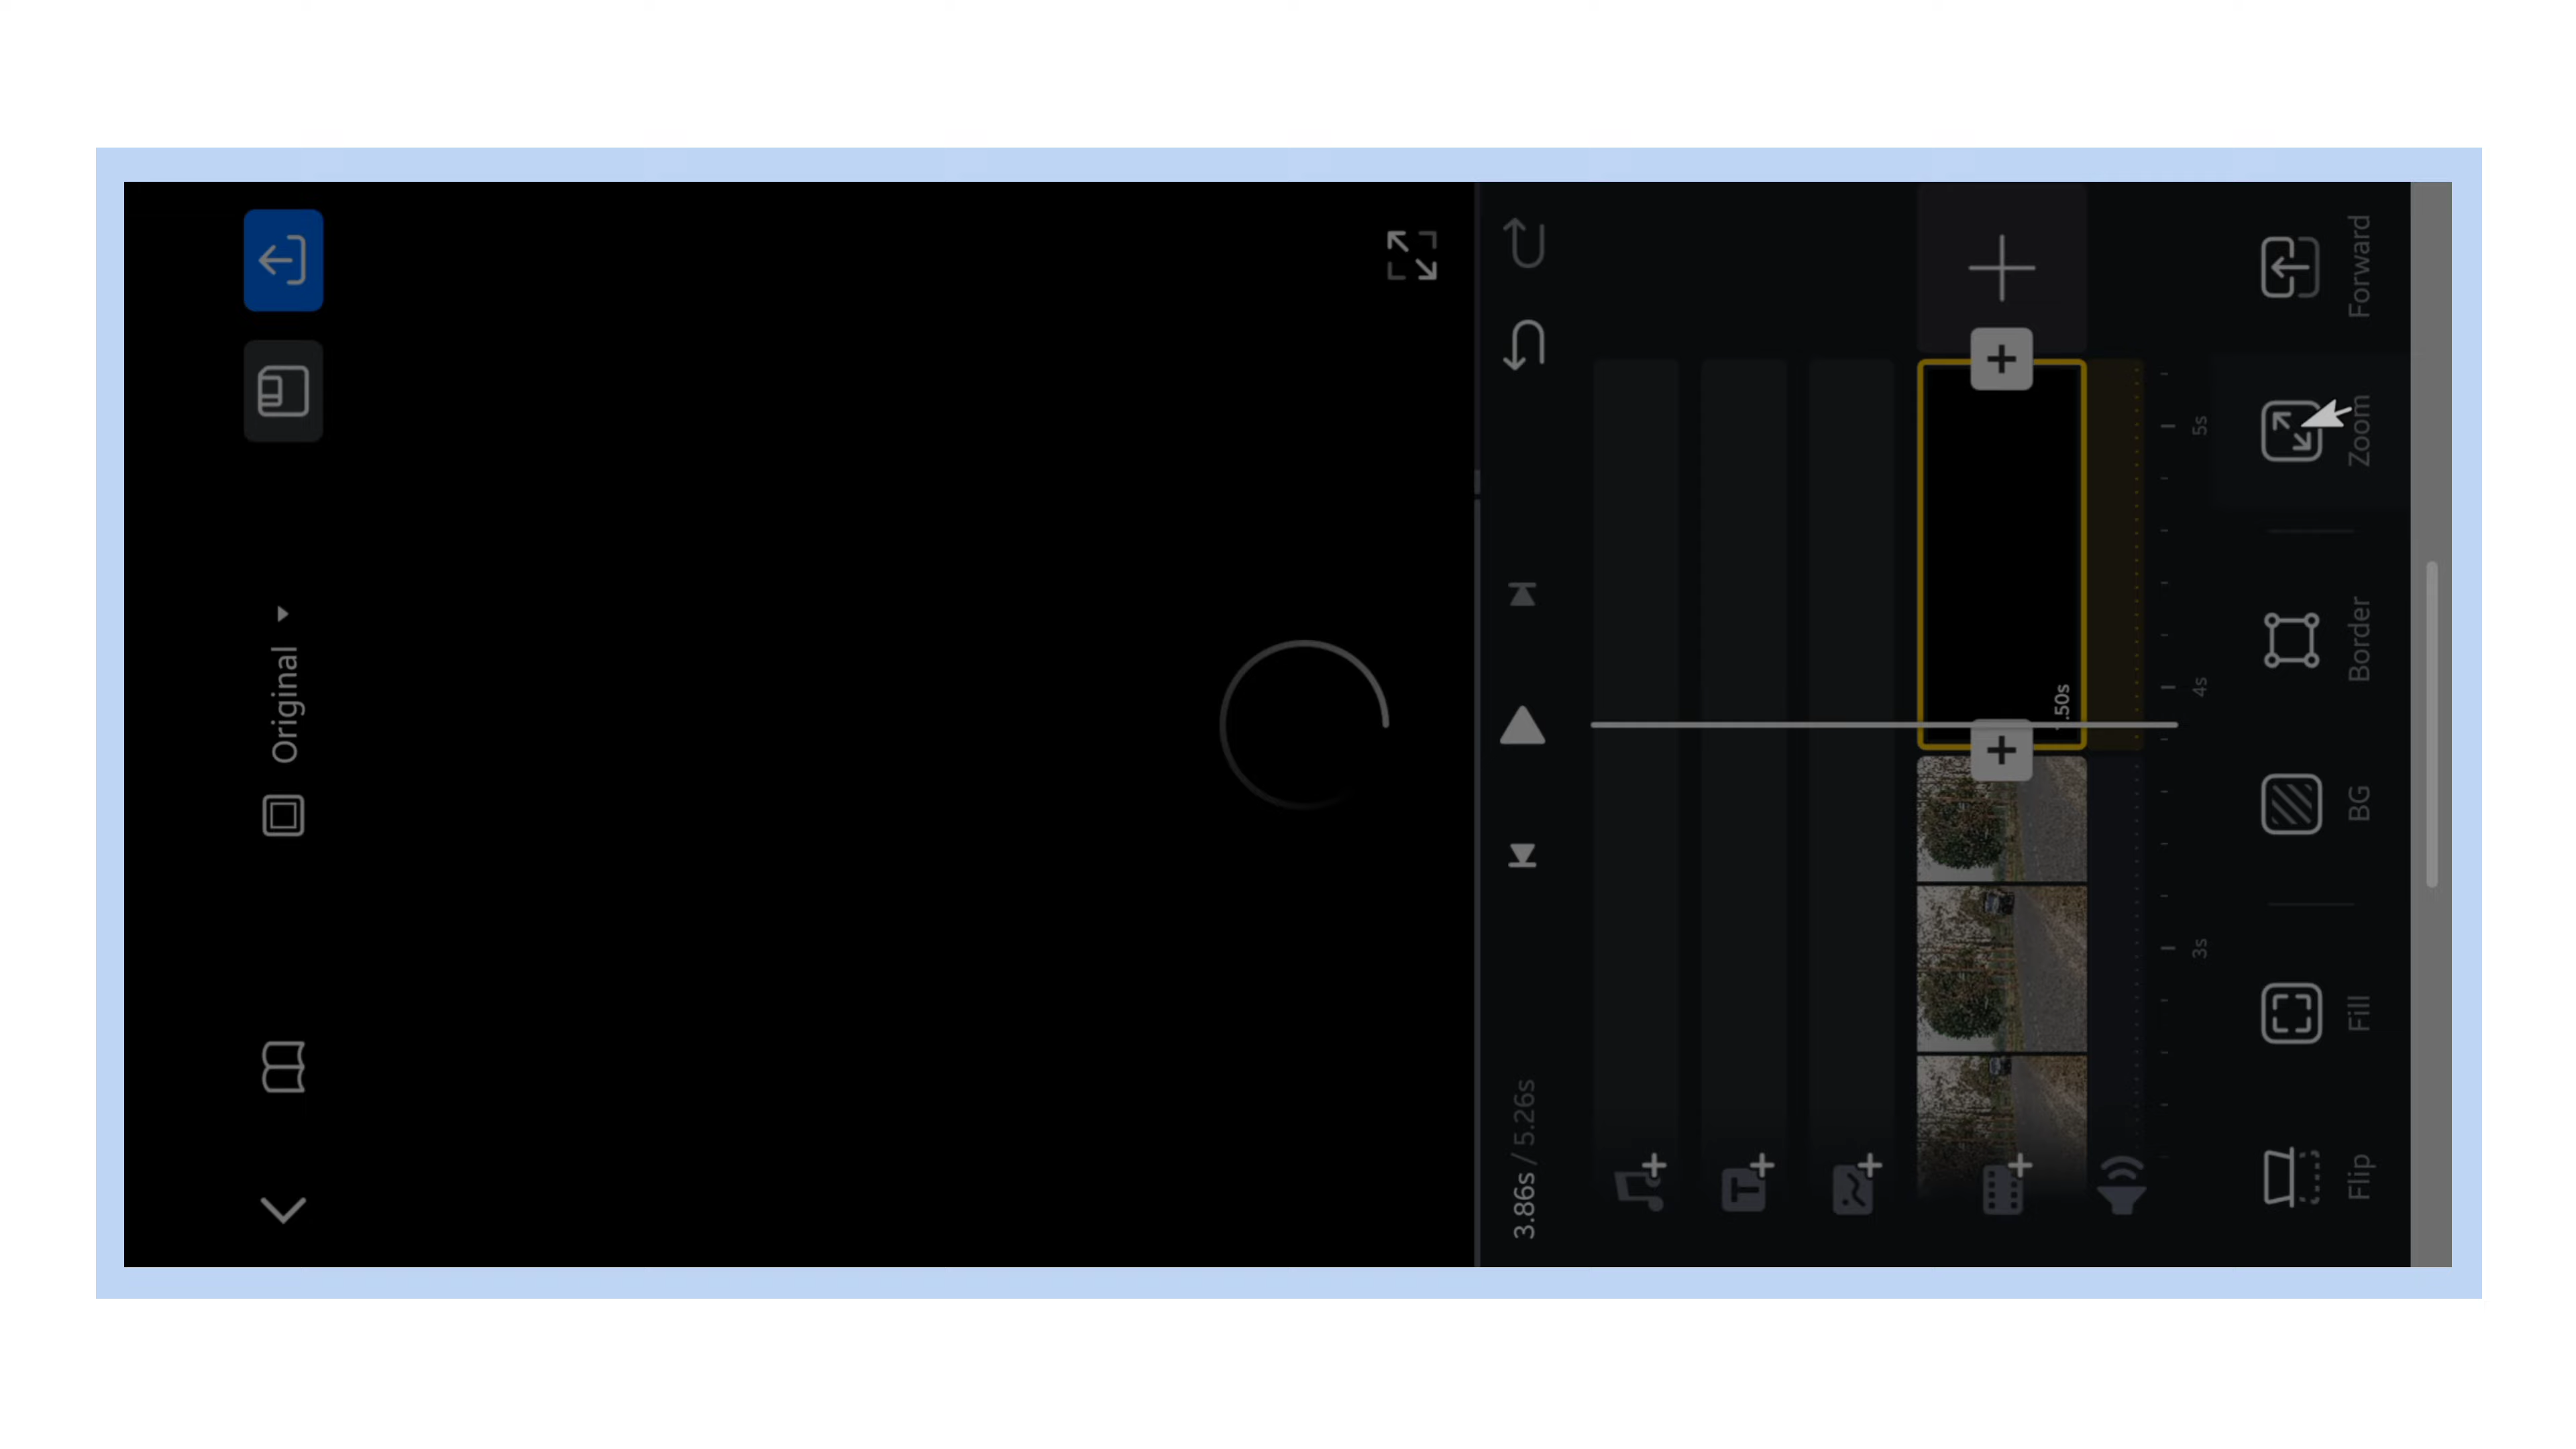 Original
3.86s / 5.26s
T
.50s
3s
4s
5s
Flip
Fill
BG
Border
Zoom
Forward